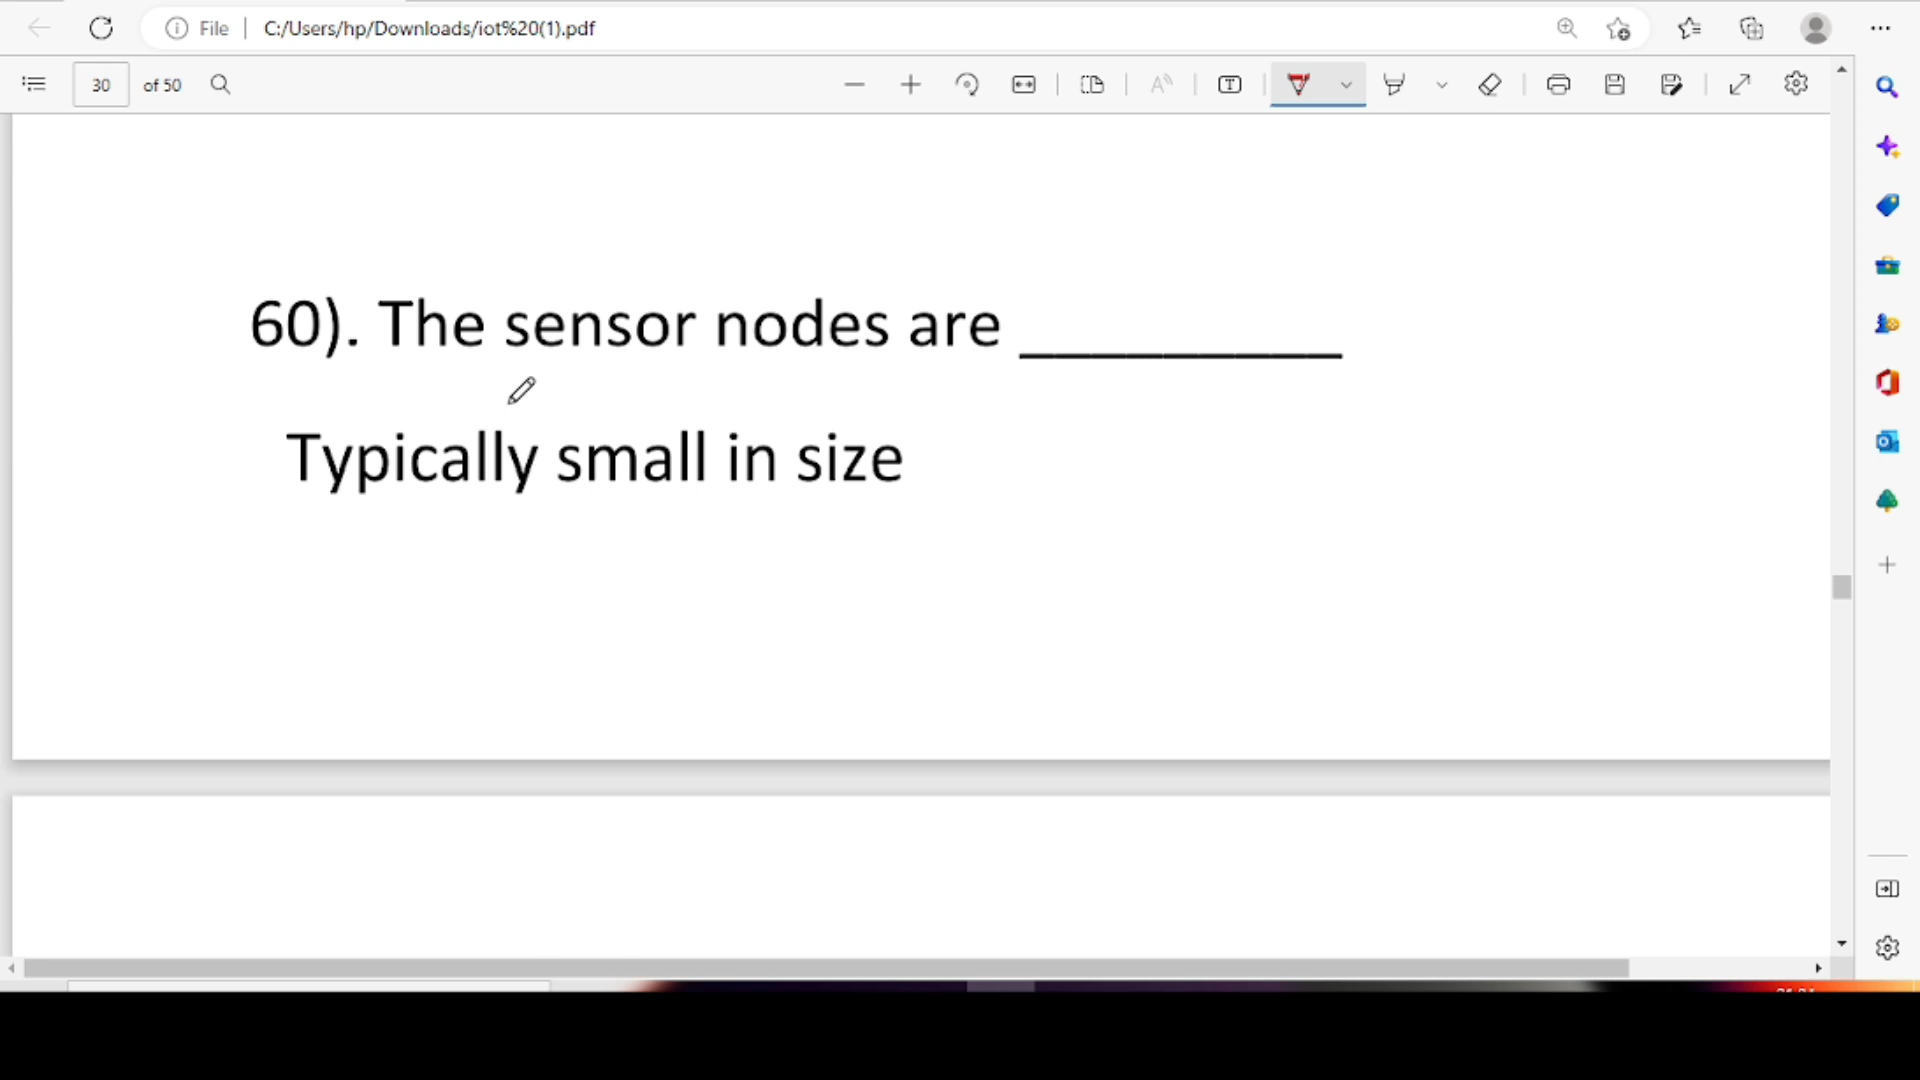 File
C:/Users/hp/Downloads/iot%20(1).pdf
30 of 50
60). The sensor nodes are _________
Typically small in size